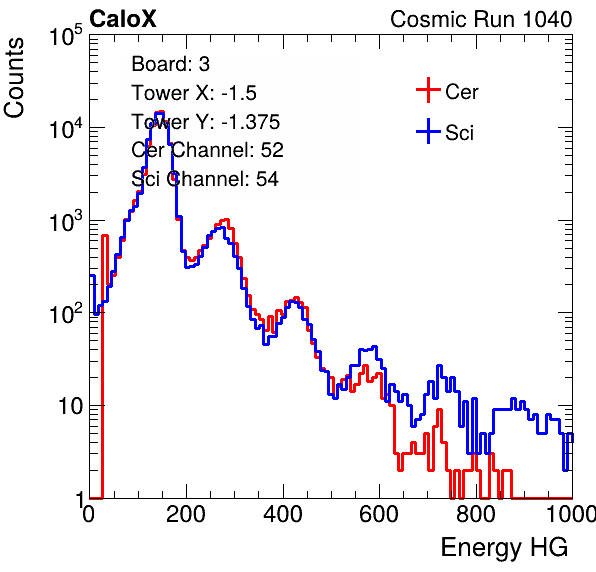 CaloX Cosmic Run 1040
Counts
10^5
10^4
10^3
10^2
10
1
Board: 3
Tower X: -1.5
Tower Y: -1.375
Cer Channel: 52
Sci Channel: 54
Cer
Sci
0 200 400 600 800 1000
Energy HG